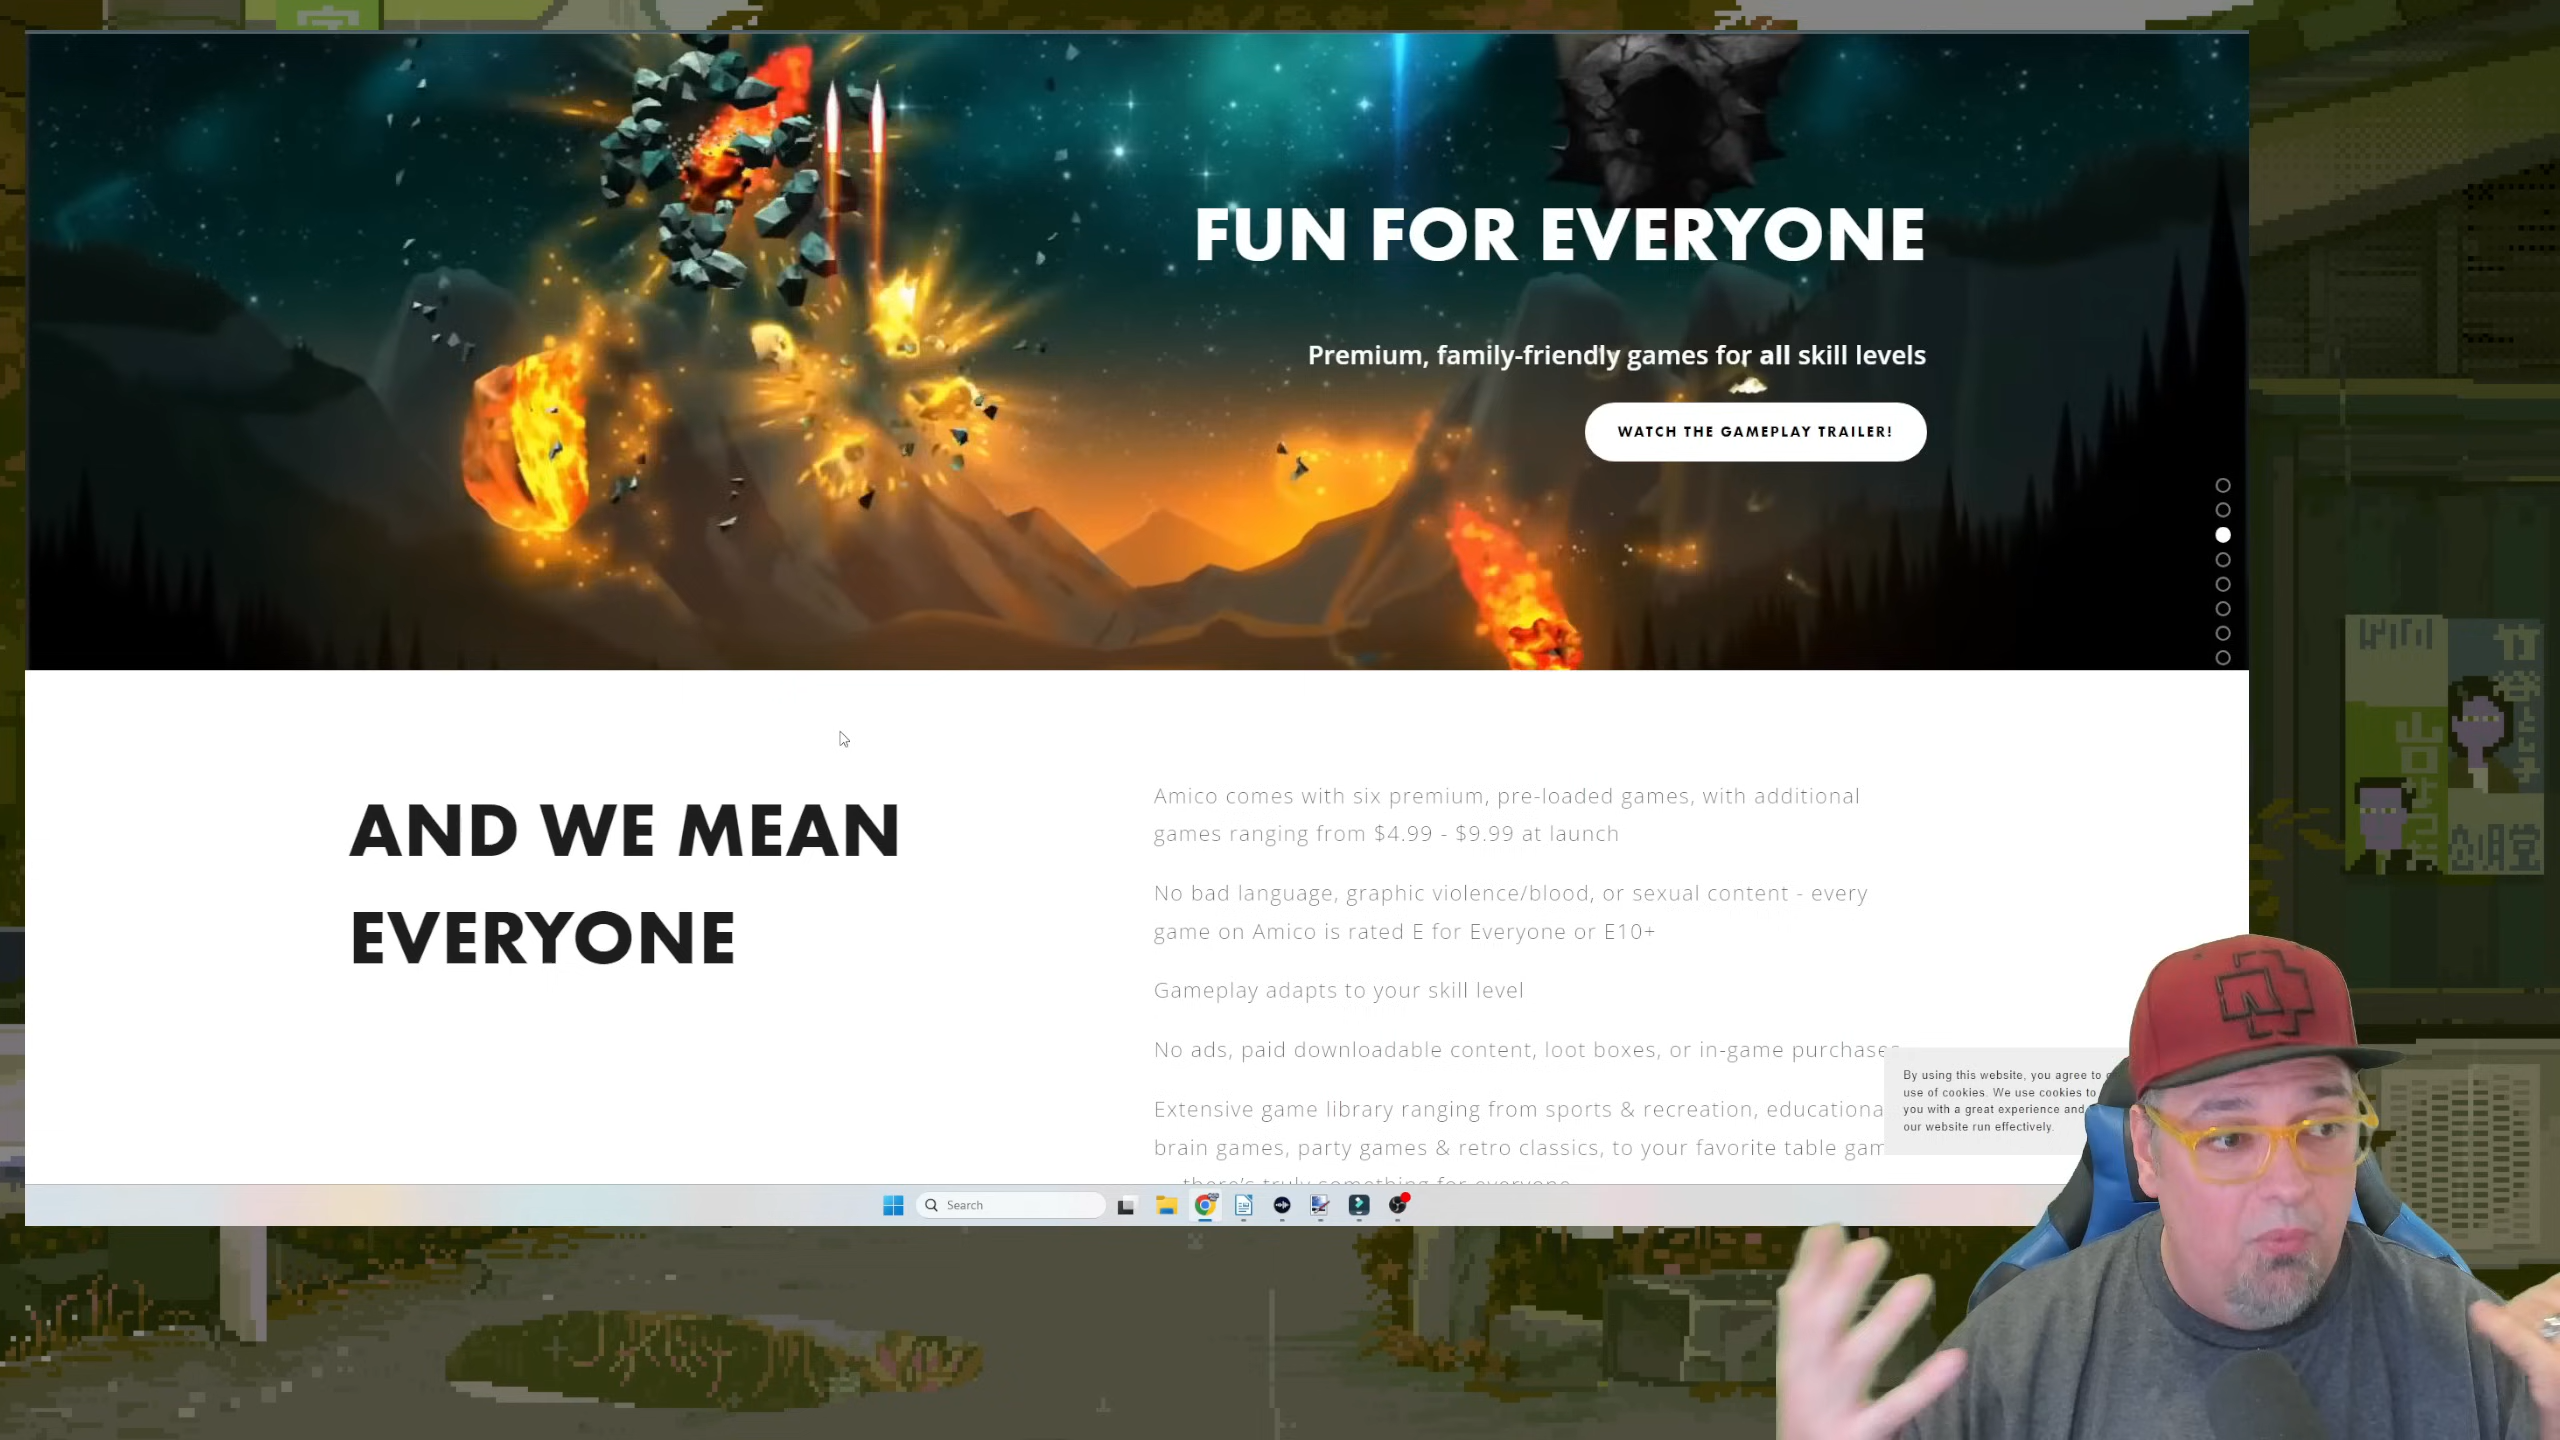 FUN FOR EVERYONE
Premium, family-friendly games for all skill levels
WATCH THE GAMEPLAY TRAILER!
AND WE MEAN
EVERYONE
Amico comes with six premium, pre-loaded games, with additional
games ranging from $4.99 - $9.99 at launch
No bad language, graphic violence/blood, or sexual content - every
game on Amico is rated E for Everyone or E10+
Gameplay adapts to your skill level
No ads, paid downloadable content, loot boxes, or in-game purchases
Extensive game library ranging from sports & recreation, educationa
brain games, party games & retro classics, to your favorite table gam
there's truly something for everyone
By using this website, you agree to
use of cookies. We use cookies to
you with a great experience and
our website run effectively.
Search